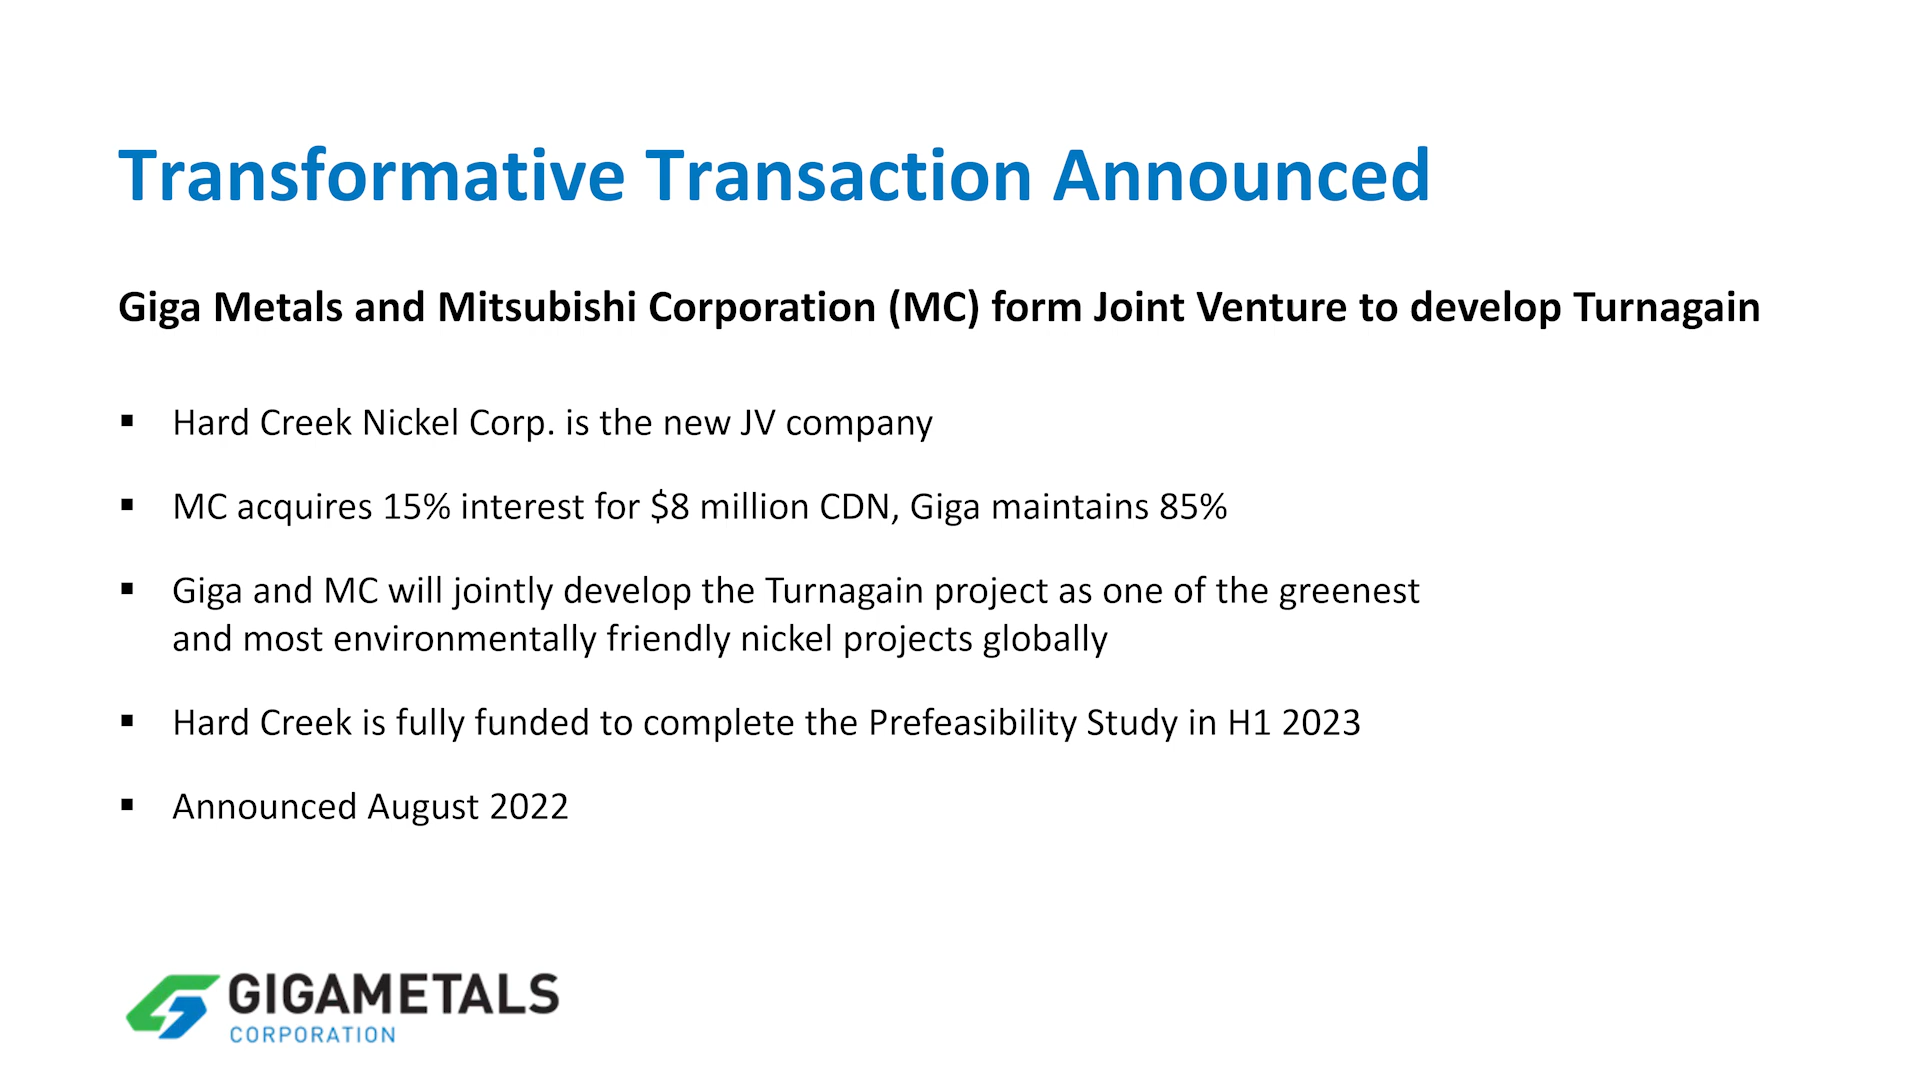 Transformative Transaction Announced
Giga Metals and Mitsubishi Corporation (MC) form Joint Venture to develop Turnagain
▪ Hard Creek Nickel Corp. is the new JV company
▪ MC acquires 15% interest for $8 million CDN, Giga maintains 85%
▪ Giga and MC will jointly develop the Turnagain project as one of the greenest
and most environmentally friendly nickel projects globally
▪ Hard Creek is fully funded to complete the Prefeasibility Study in H1 2023
▪ Announced August 2022
GIGAMETALS
CORPORATION